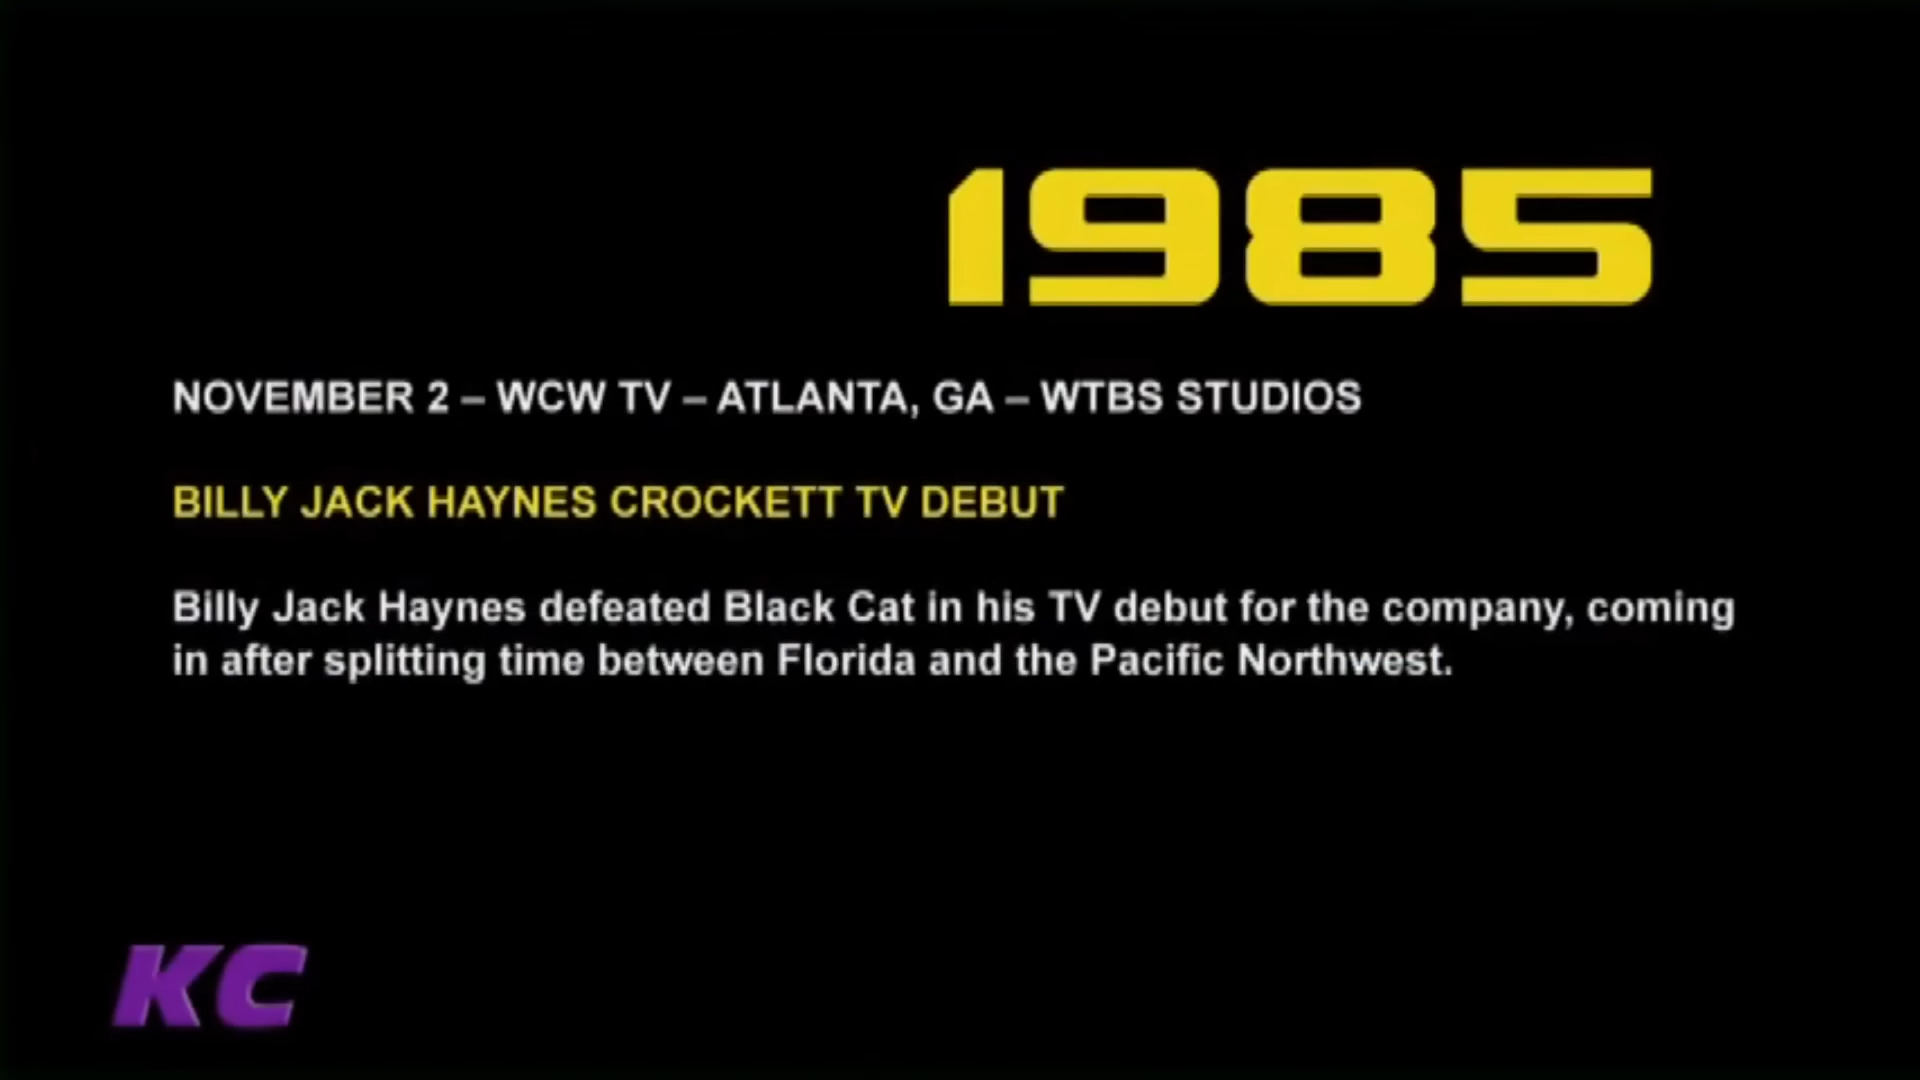 1985
NOVEMBER 2 – WCW TV – ATLANTA, GA – WTBS STUDIOS
BILLY JACK HAYNES CROCKETT TV DEBUT
Billy Jack Haynes defeated Black Cat in his TV debut for the company, coming
in after splitting time between Florida and the Pacific Northwest.
KC